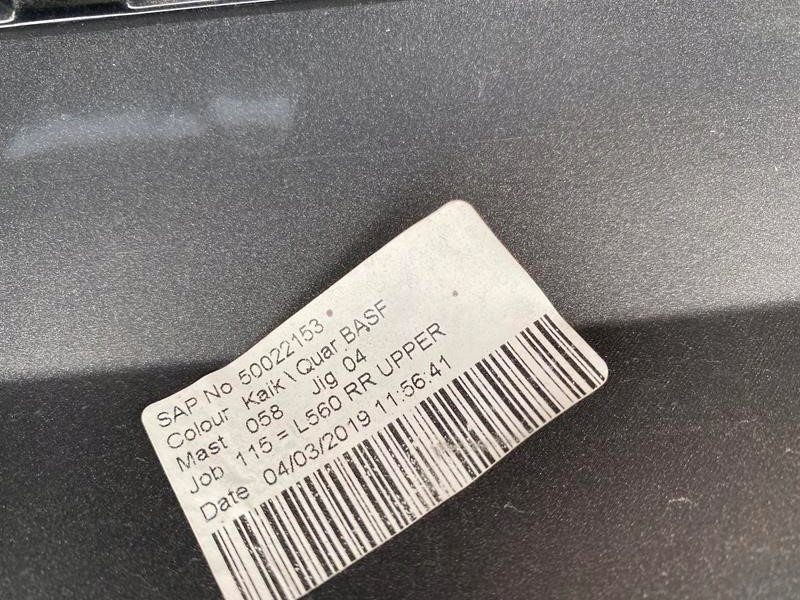 SAP No 50022153
Colour Kaik \ Quar BASF
Mast 058 Jig 04
Job 115 = L560 RR UPPER
Date 04/03/2019 11:56:41